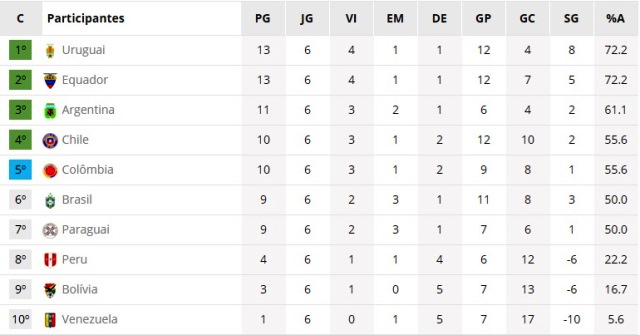 C Participantes PG JG VI EM DE GP GC SG %A
1º Uruguai 13 6 4 1 1 12 4 8 72.2
2º Equador 13 6 4 1 1 12 7 5 72.2
3º Argentina 11 6 3 2 1 6 4 2 61.1
4º Chile 10 6 3 1 2 12 10 2 55.6
5º Colômbia 10 6 3 1 2 9 8 1 55.6
6º Brasil 9 6 2 3 1 11 8 3 50.0
7º Paraguai 9 6 2 3 1 7 6 1 50.0
8º Peru 4 6 1 1 4 6 12 -6 22.2
9º Bolívia 3 6 1 0 5 7 13 -6 16.7
10º Venezuela 1 6 0 1 5 7 17 -10 5.6